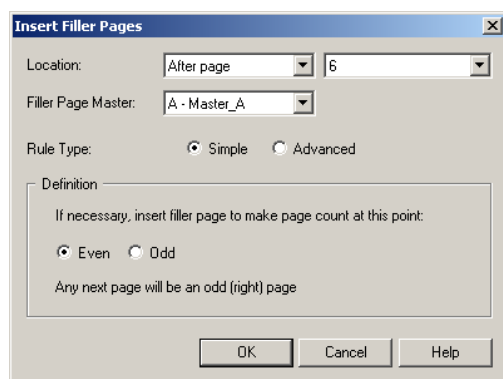 Insert Filler Pages
Location: After page 6
Filler Page Master: A - Master_A
Rule Type: Simple Advanced
Definition
If necessary, insert filler page to make page count at this point:
Even Odd
Any next page will be an odd (right) page
OK Cancel Help